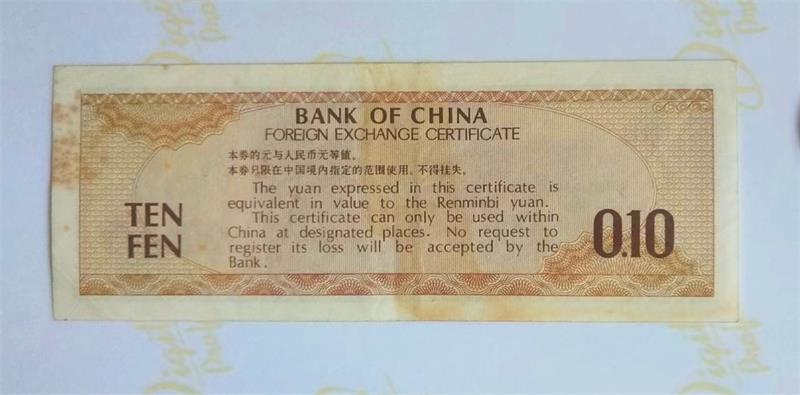 BANK OF CHINA
FOREIGN EXCHANGE CERTIFICATE
本券的元与人民币元等值。
本券只限在中国境内指定的范围使用。不得挂失。
The yuan expressed in this certificate is
equivalent in value to the Renminbi yuan.
This certificate can only be used within
China at designated places. No request to
register its loss will be accepted by the
Bank.
TEN
FEN
0.10